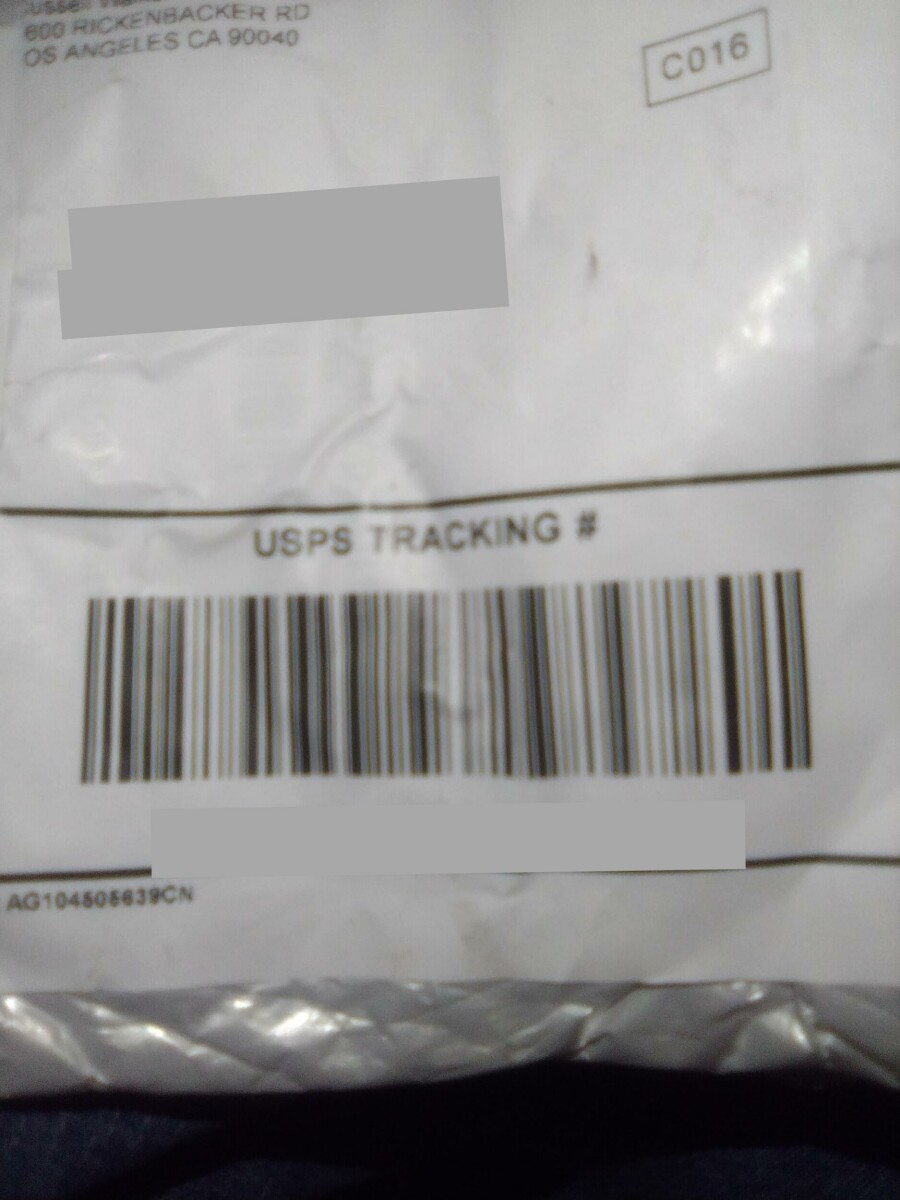 600 RICKENBACKER RD
OS ANGELES CA 90040
C016
USPS TRACKING #
AG104505639CN